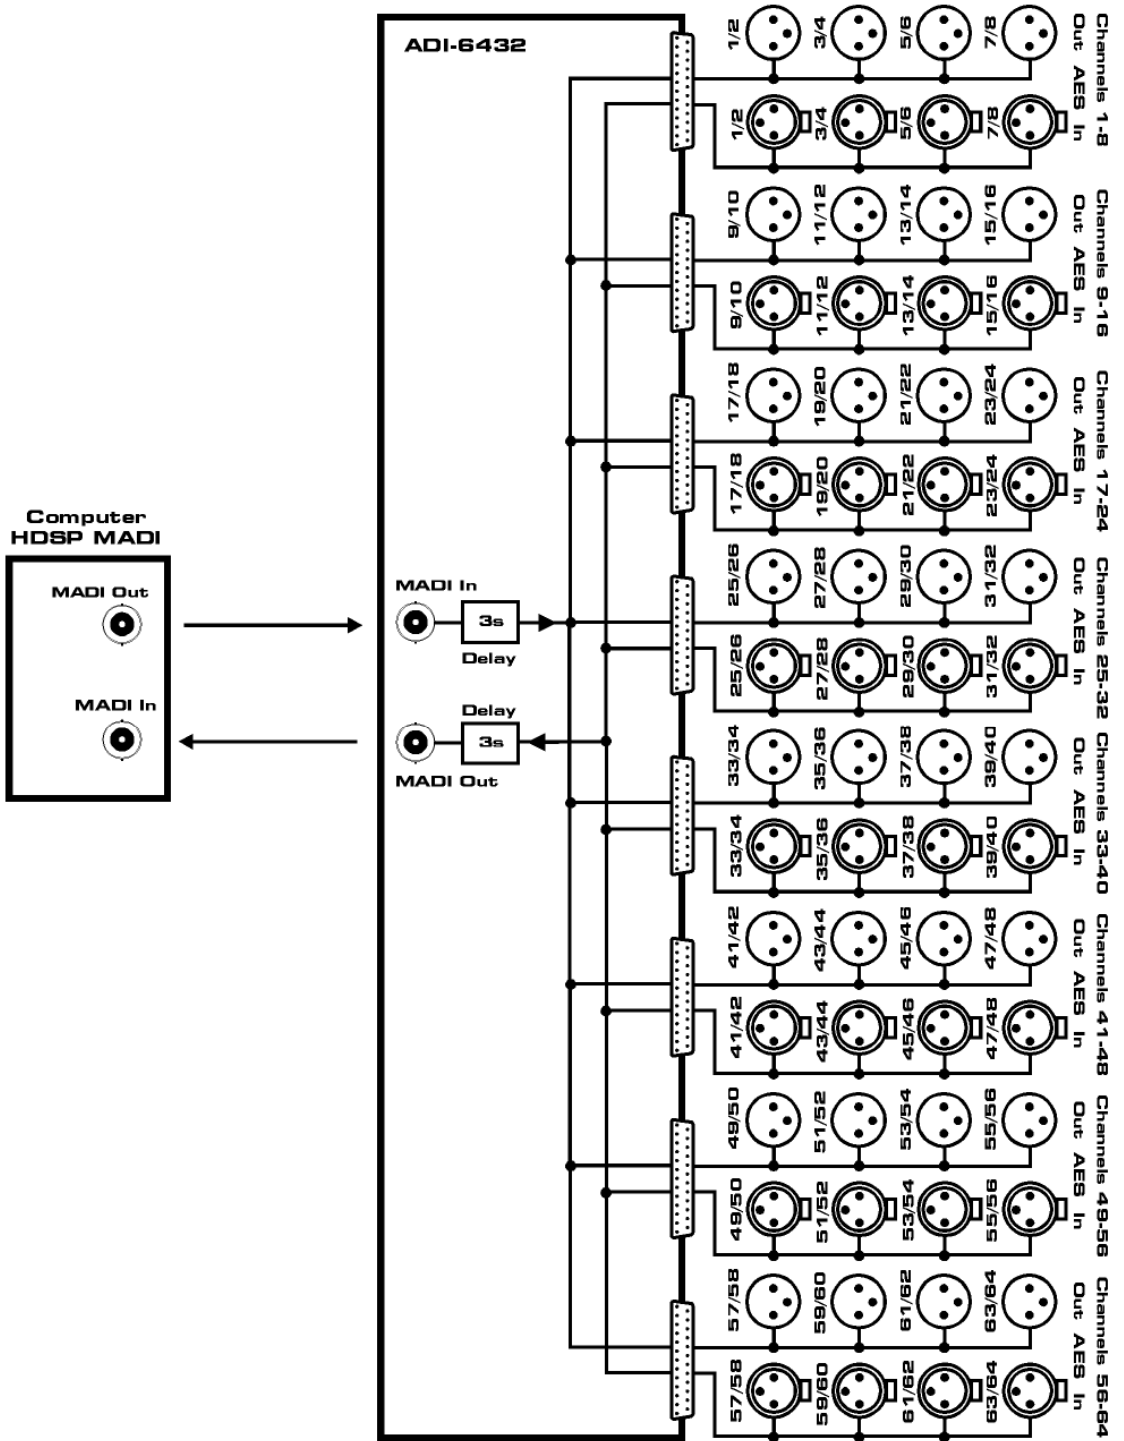 ADI-6432
1/2
3/4
5/6
7/8
Out AES In
Channels 1-8
1/2
3/4
5/6
7/8
9/10
11/12
13/14
15/16
Out AES In
Channels 9-16
9/10
11/12
13/14
15/16
17/18
19/20
21/22
23/24
Out AES In
Channels 17-24
17/18
19/20
21/22
23/24
Computer
HDSP MADI
MADI Out
MADI In
MADI In
3s
Delay
Delay
3s
MADI Out
25/26
27/28
29/30
31/32
Out AES In
Channels 25-32
25/26
27/28
29/30
31/32
33/34
35/36
37/38
39/40
Out AES In
Channels 33-40
33/34
35/36
37/38
39/40
41/42
43/44
45/46
47/48
Out AES In
Channels 41-48
41/42
43/44
45/46
47/48
49/50
51/52
53/54
55/56
Out AES In
Channels 49-56
49/50
51/52
53/54
55/56
57/58
59/60
61/62
63/64
Out AES In
Channels 56-64
57/58
59/60
61/62
63/64